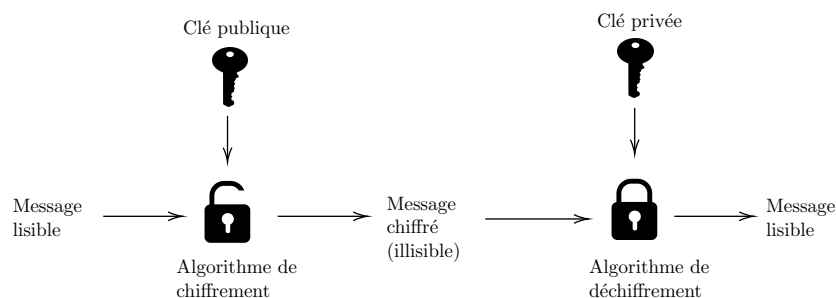 Clé publique
Clé privée
Message
lisible
Algorithme de
chiffrement
Message
chiffré
(illisible)
Algorithme de
déchiffrement
Message
lisible